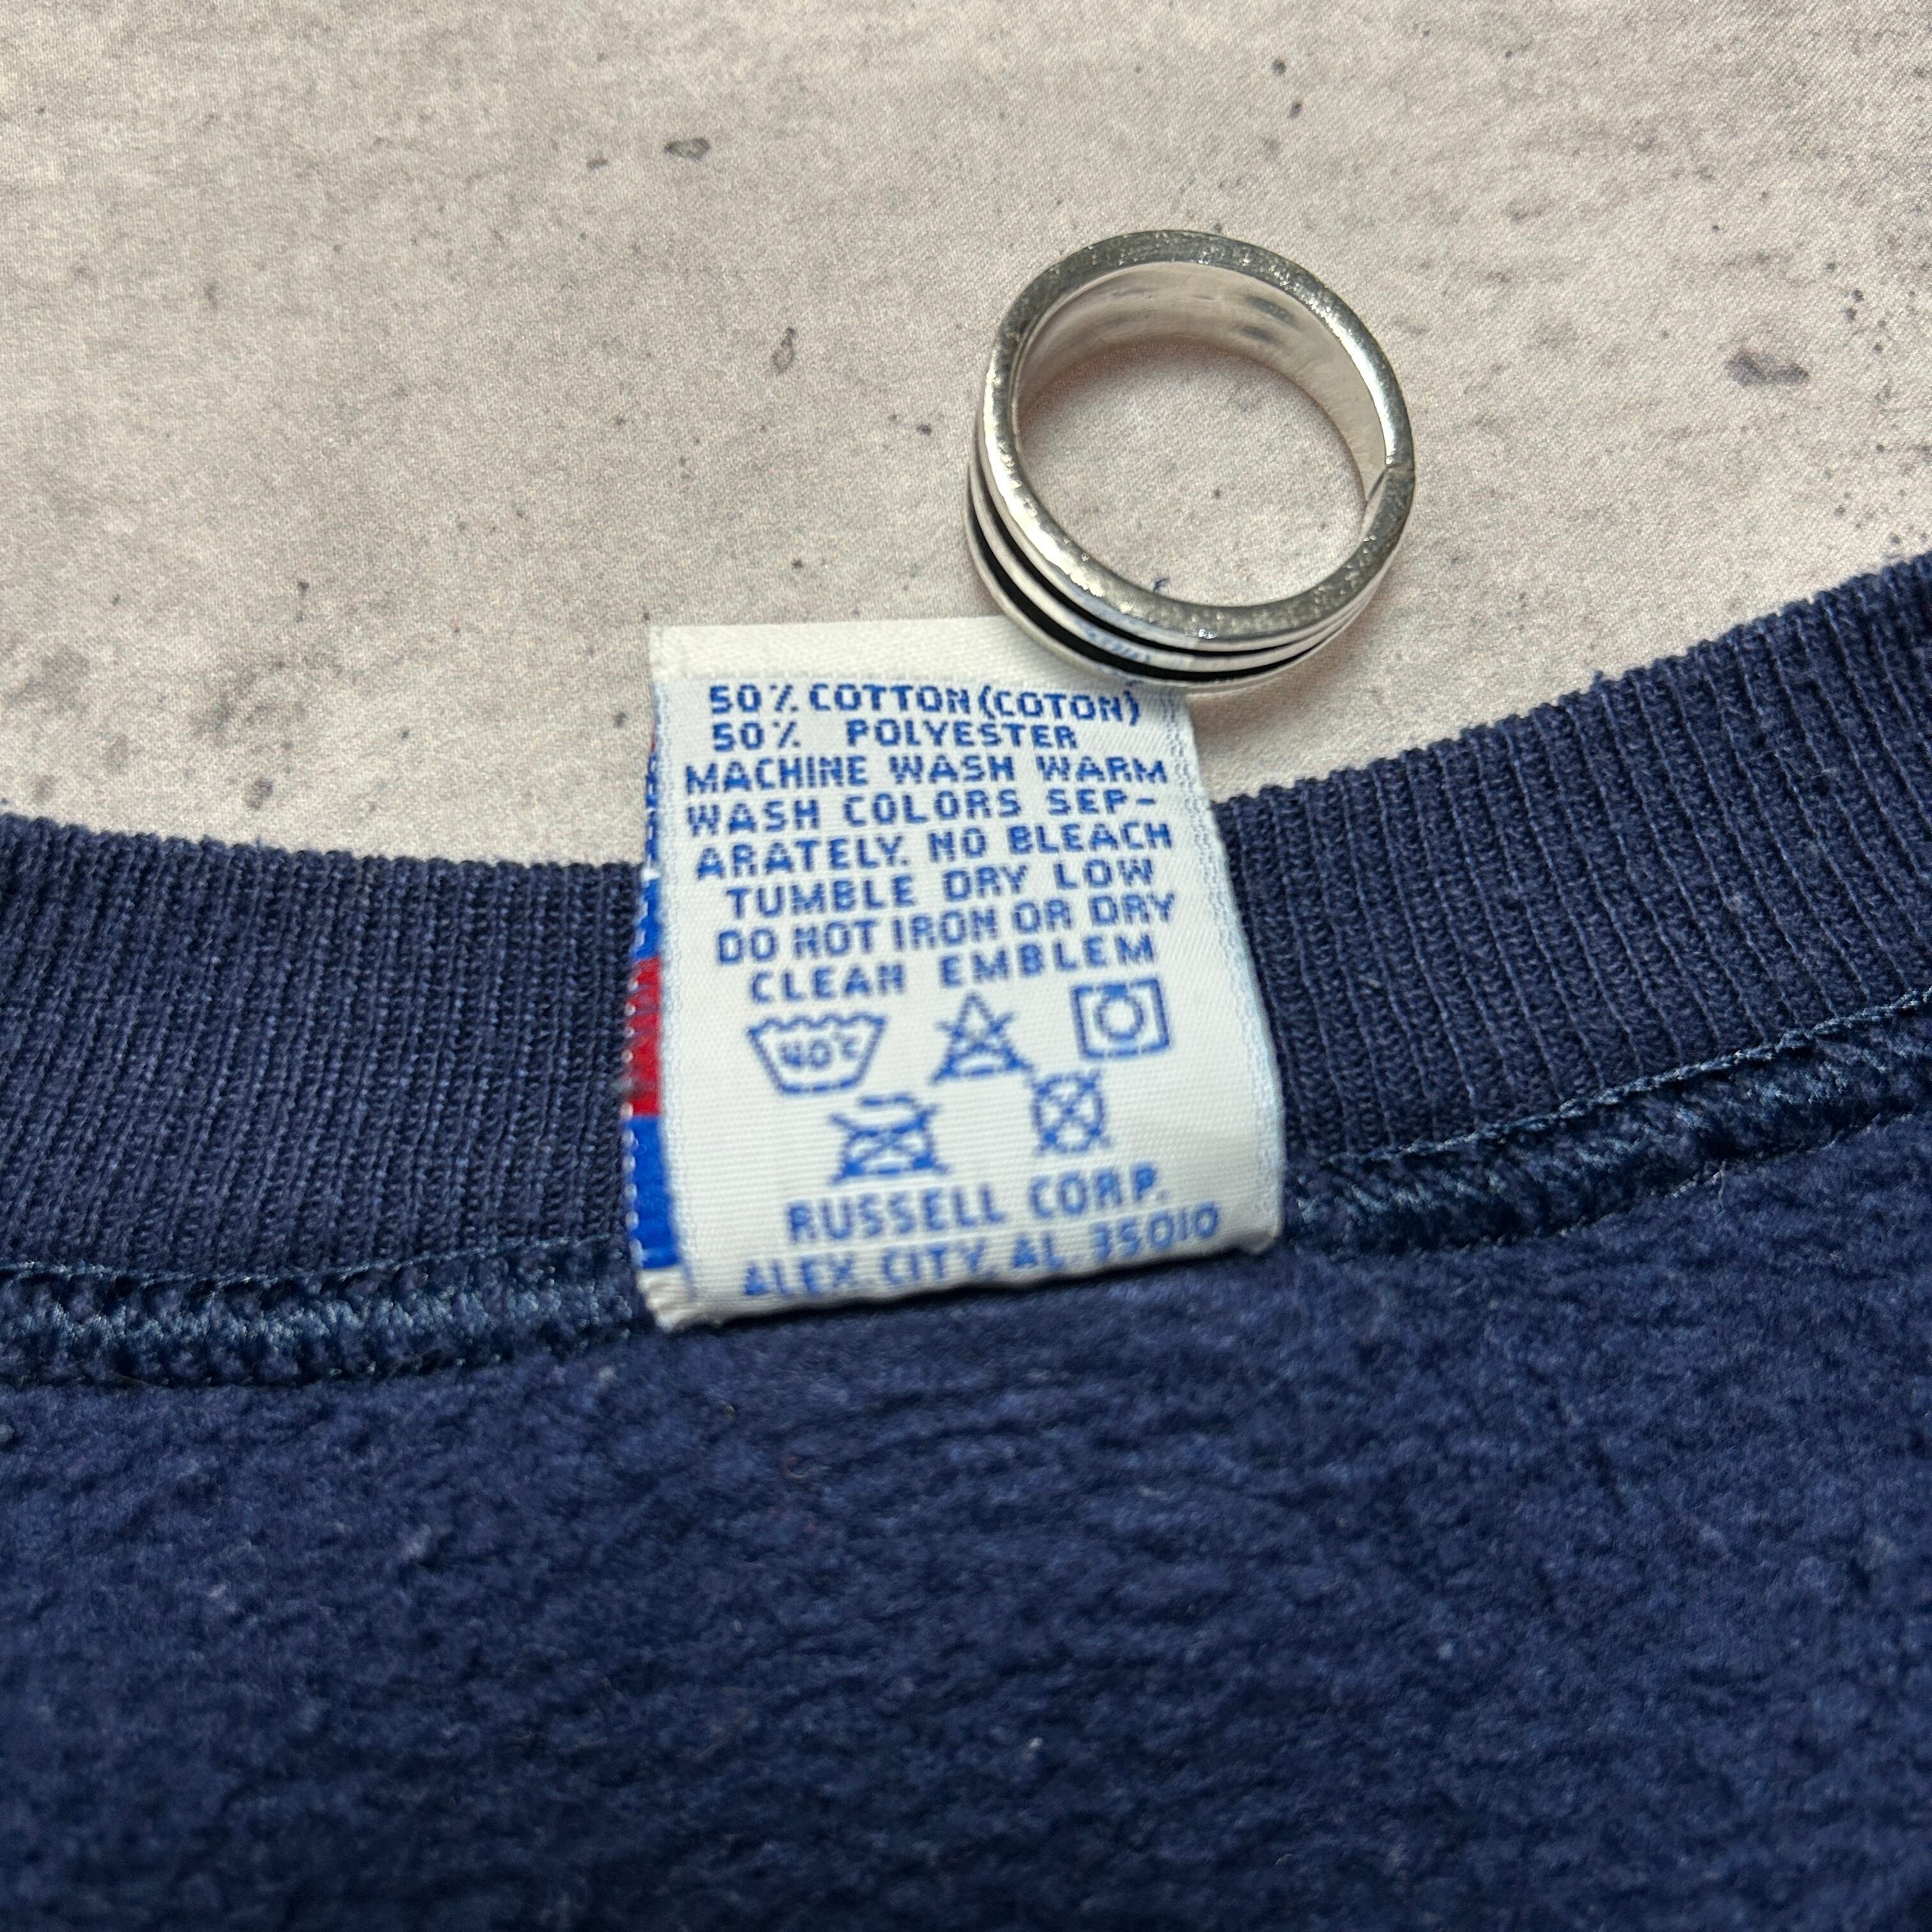 50% COTTON (COTON)
50% POLYESTER
MACHINE WASH WARM
WASH COLORS SEP-
ARATELY. NO BLEACH
TUMBLE DRY LOW
DO NOT IRON OR DRY
CLEAN EMBLEM
40°C
RUSSELL CORP.
ALEX. CITY, AL. 35010